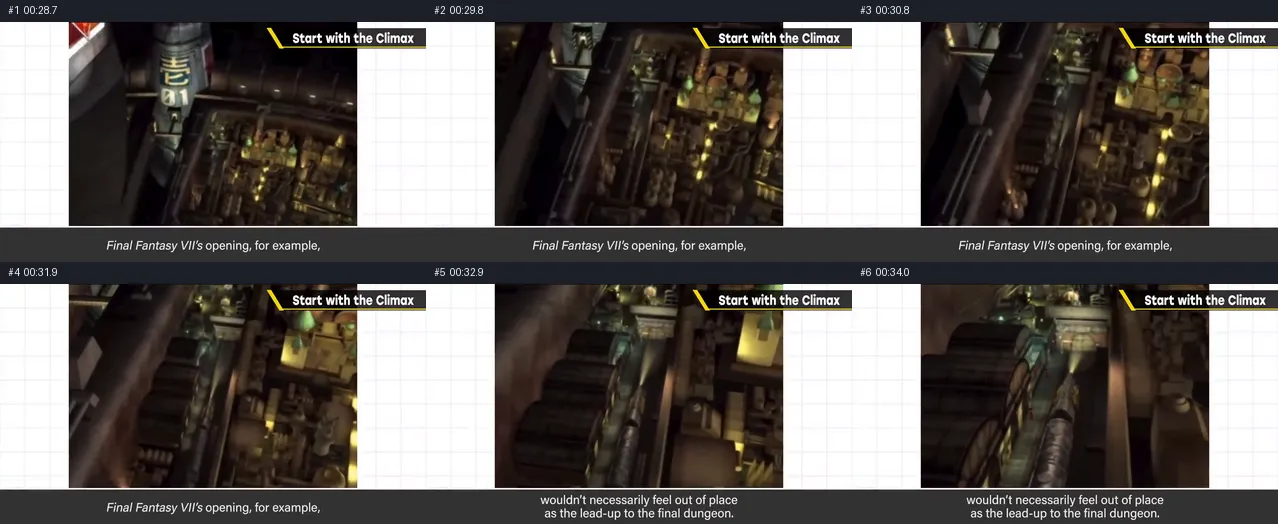 #1 00:28.7
Start with the Climax
壱
01
Final Fantasy VII's opening, for example,
#2 00:29.8
Start with the Climax
Final Fantasy VII's opening, for example,
#3 00:30.8
Start with the Climax
Final Fantasy VII's opening, for example,
#4 00:31.9
Start with the Climax
Final Fantasy VII's opening, for example,
#5 00:32.9
Start with the Climax
wouldn't necessarily feel out of place
as the lead-up to the final dungeon.
#6 00:34.0
Start with the Climax
wouldn't necessarily feel out of place
as the lead-up to the final dungeon.